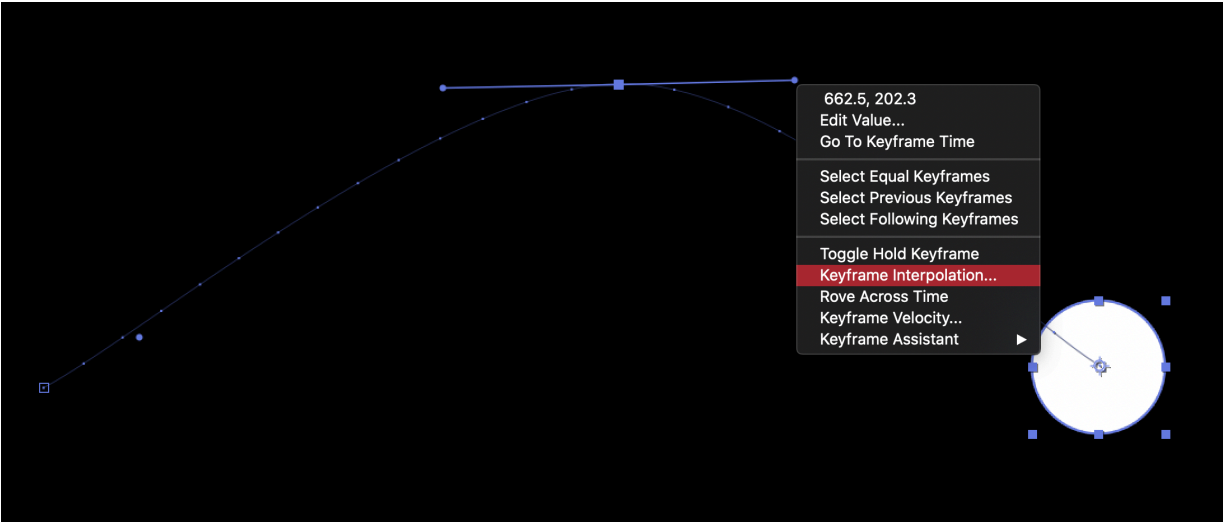 662.5, 202.3
Edit Value...
Go To Keyframe Time
Select Equal Keyframes
Select Previous Keyframes
Select Following Keyframes
Toggle Hold Keyframe
Keyframe Interpolation...
Rove Across Time
Keyframe Velocity...
Keyframe Assistant